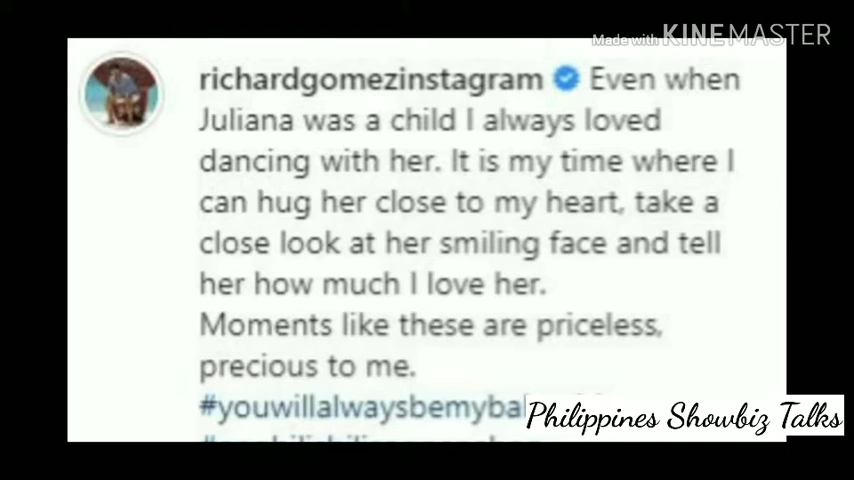 Made with KINEMASTER
richardgomezinstagram Even when
Juliana was a child I always loved
dancing with her. It is my time where I
can hug her close to my heart, take a
close look at her smiling face and tell
her how much I love her.
Moments like these are priceless,
precious to me.
Philippines Showbiz Talks